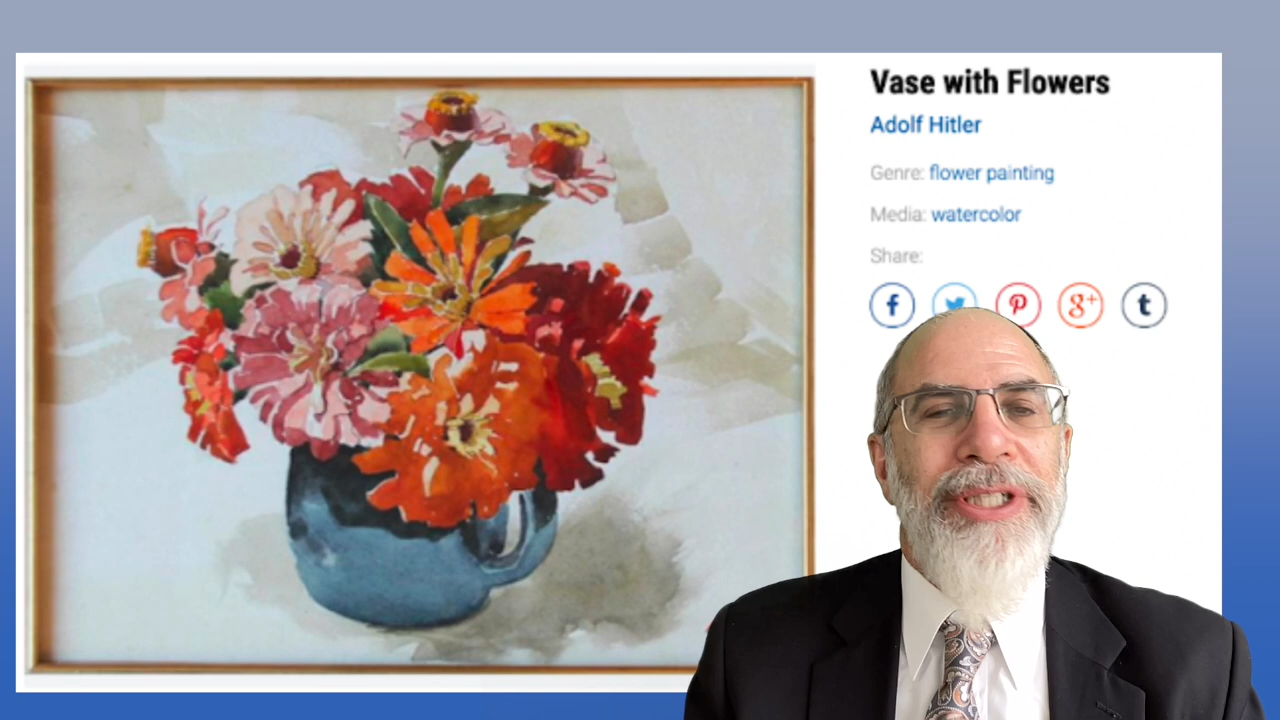 Vase with Flowers
Adolf Hitler
Genre: flower painting
Media: watercolor
Share:
f g+ t